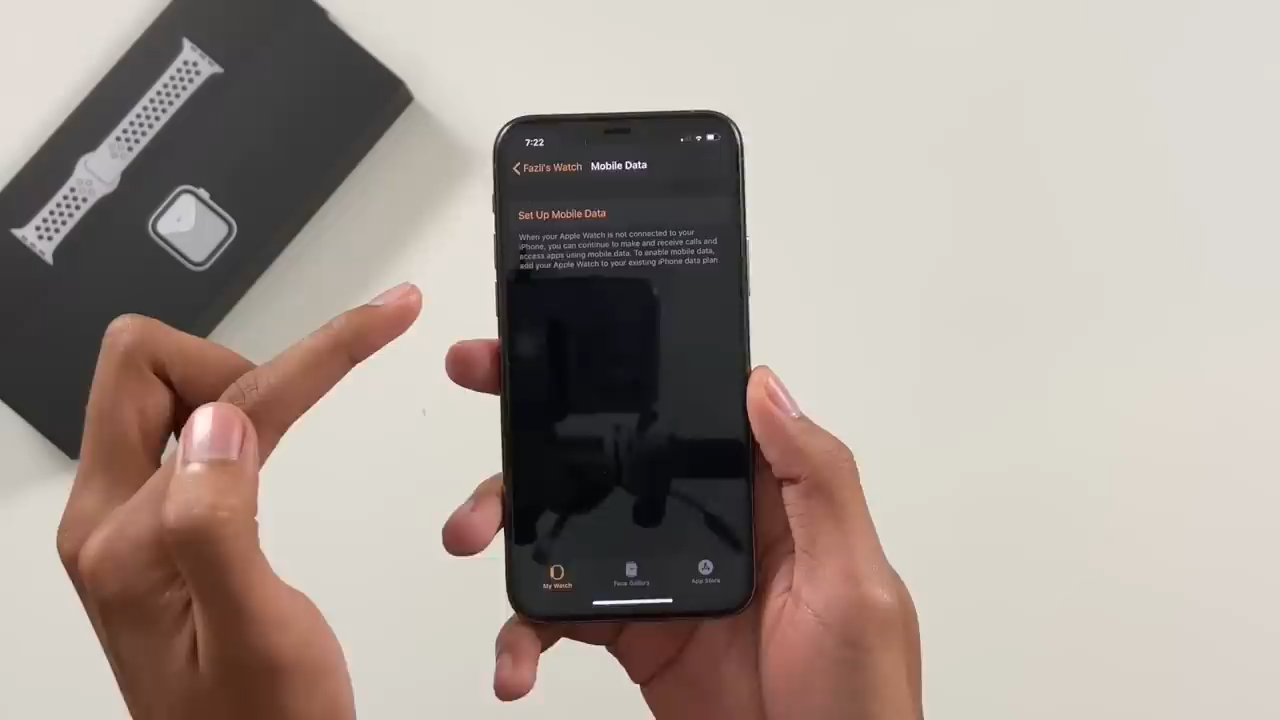 7:22
Fazli's Watch Mobile Data
Set Up Mobile Data
When your Apple Watch is not connected to your
iPhone, you can continue to make and receive calls and
access apps using mobile data. To enable mobile data,
add your Apple Watch to your existing iPhone data plan
My Watch Face Gallery App Store